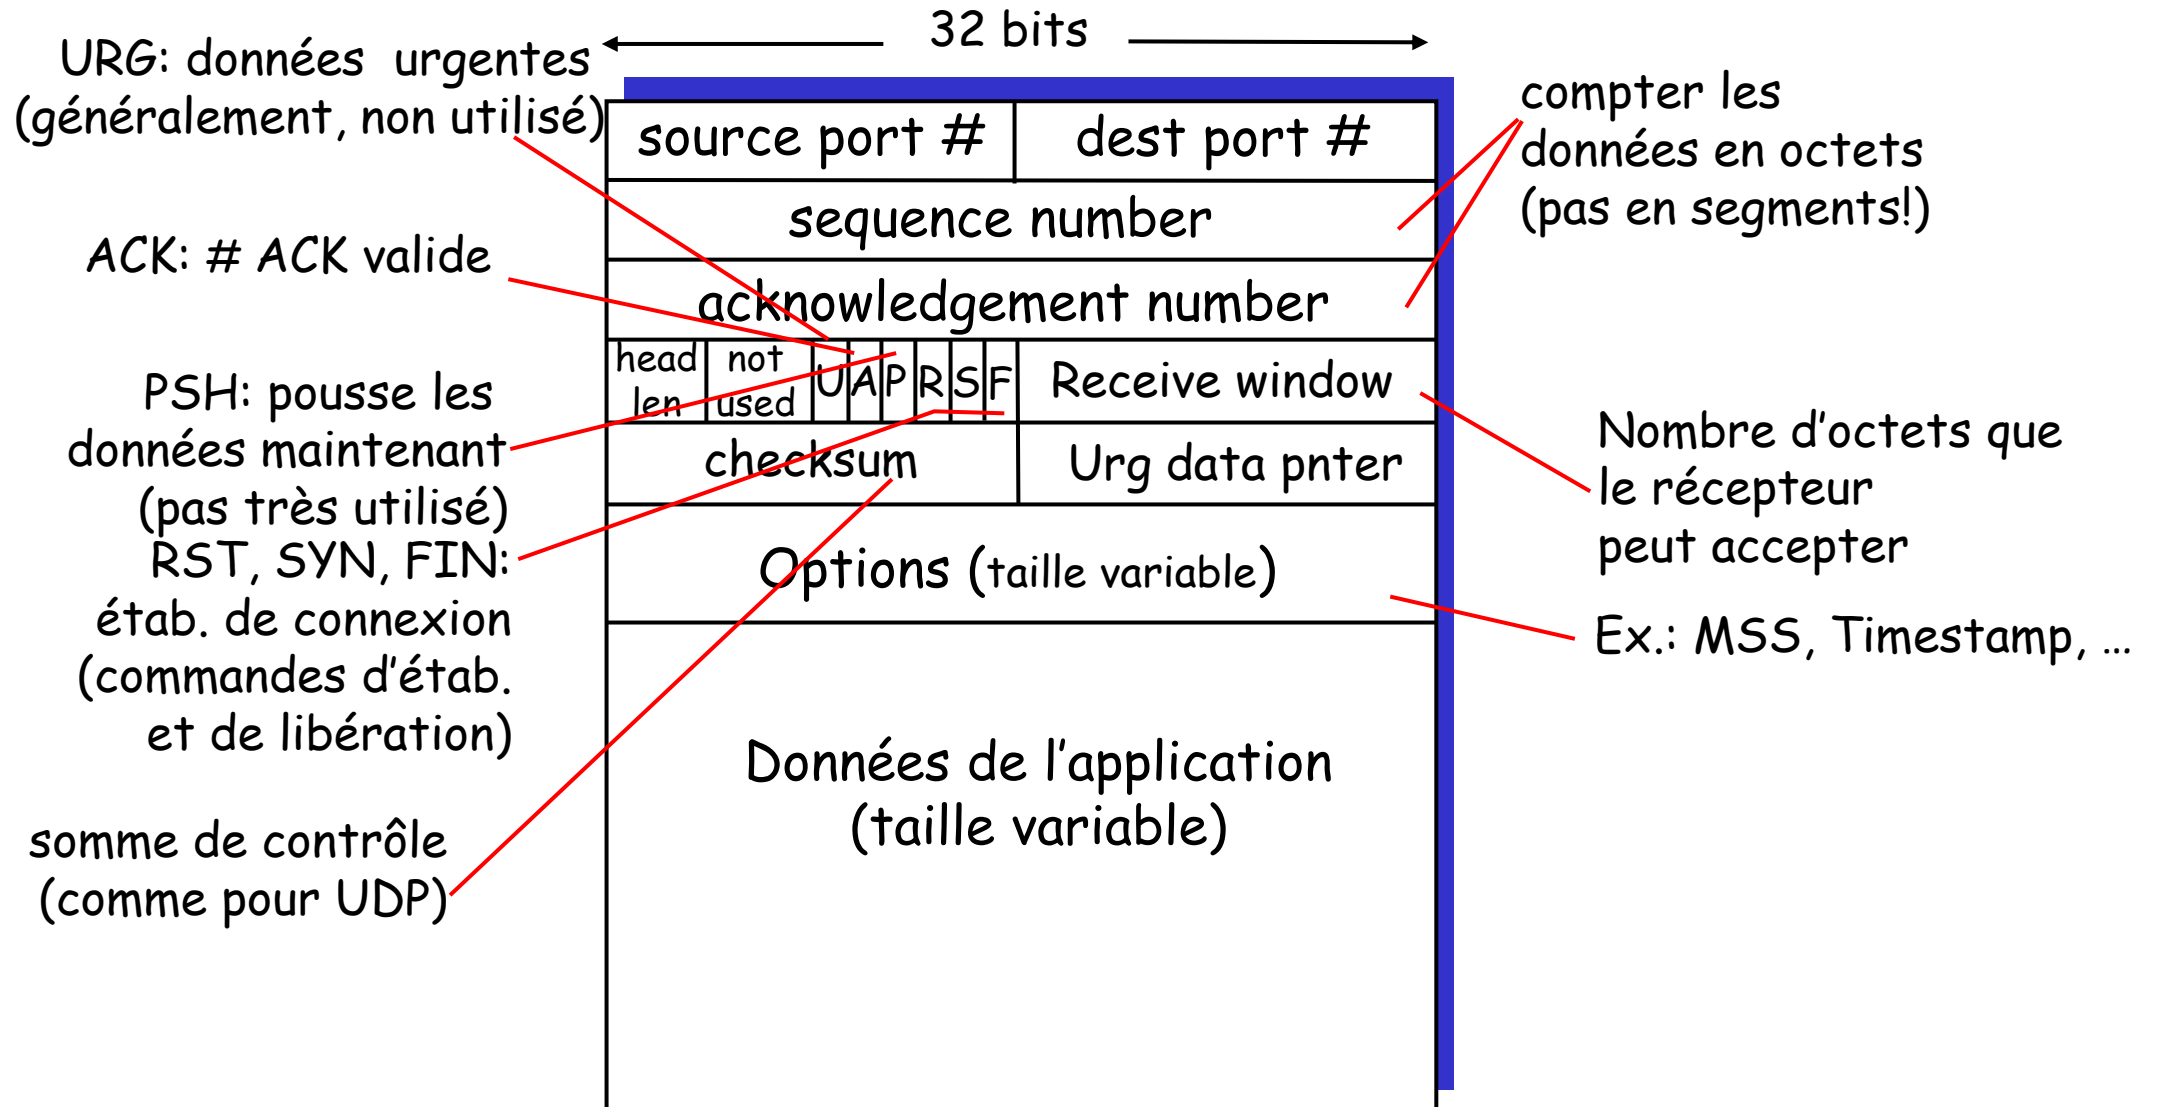 32 bits
URG: données urgentes
(généralement, non utilisé)
ACK: # ACK valide
PSH: pousse les
données maintenant
(pas très utilisé)
RST, SYN, FIN:
étab. de connexion
(commandes d'étab.
et de libération)
somme de contrôle
(comme pour UDP)
source port # dest port #
sequence number
acknowledgement number
head
len
not
used
U A P R S F
Receive window
checksum
Urg data pnter
Options (taille variable)
Données de l'application
(taille variable)
compter les
données en octets
(pas en segments!)
Nombre d'octets que
le récepteur
peut accepter
Ex.: MSS, Timestamp, ...